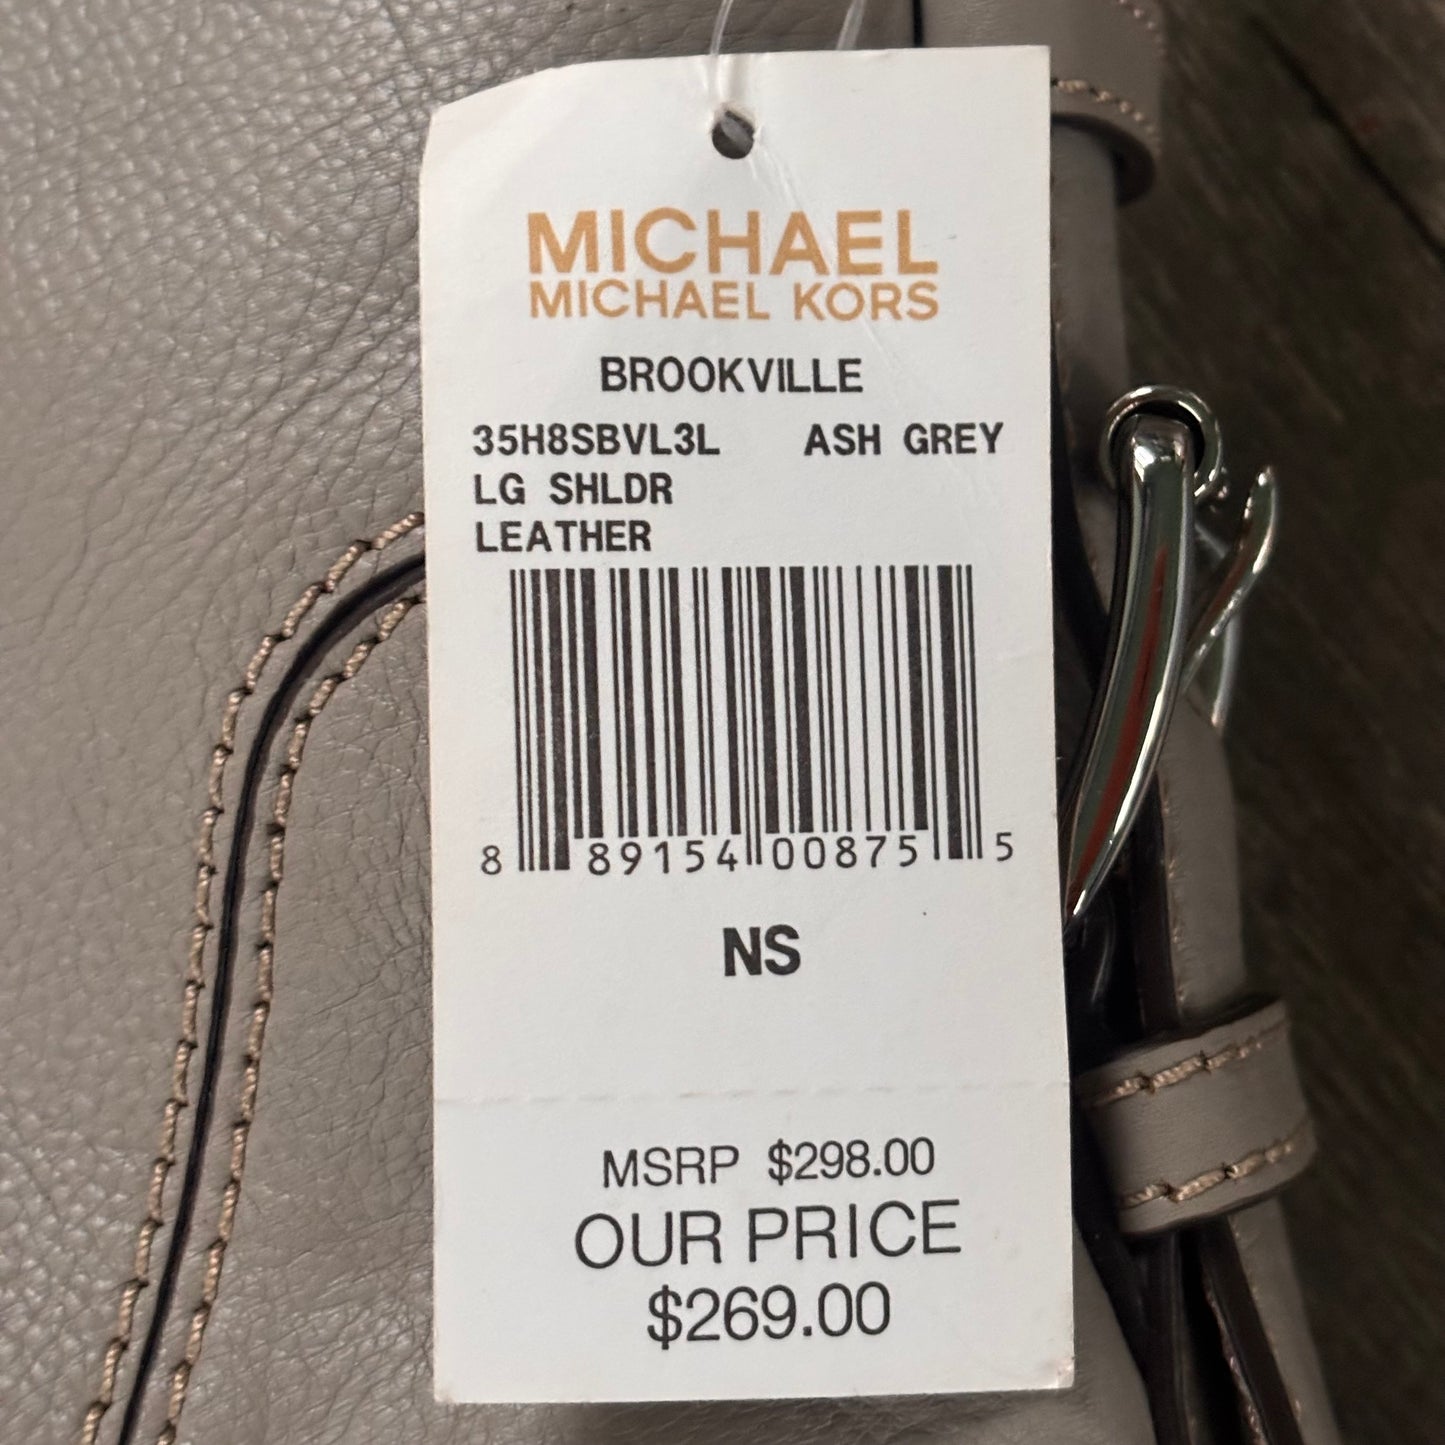 MICHAEL
MICHAEL KORS
BROOKVILLE
35H8SBVL3L ASH GREY
LG SHLDR
LEATHER
8 89154 00875 5
NS
MSRP $298.00
OUR PRICE
$269.00